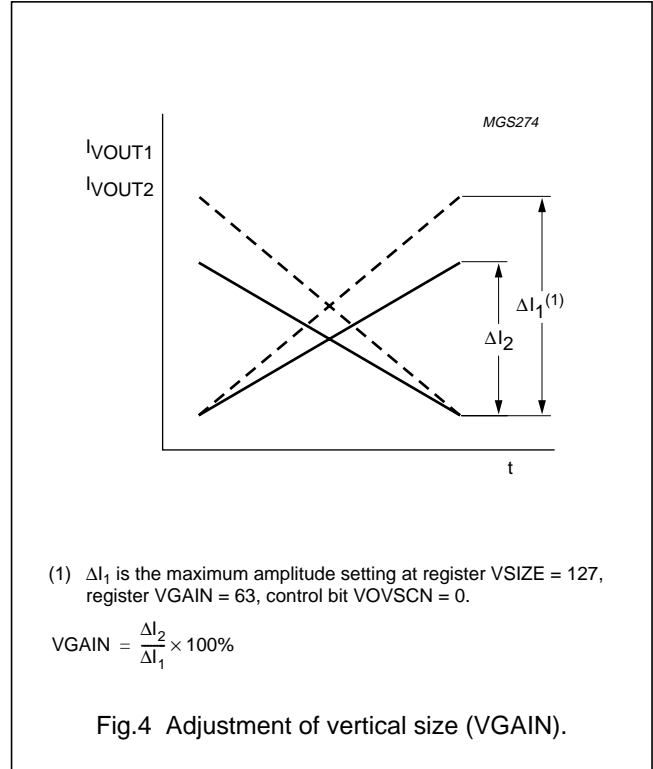 MGS274
IVOUT1
IVOUT2
ΔI1(1)
ΔI2
t
(1) ΔI1 is the maximum amplitude setting at register VSIZE = 127,
register VGAIN = 63, control bit VOVSCN = 0.
VGAIN = ΔI2/ΔI1 × 100%
Fig.4 Adjustment of vertical size (VGAIN).